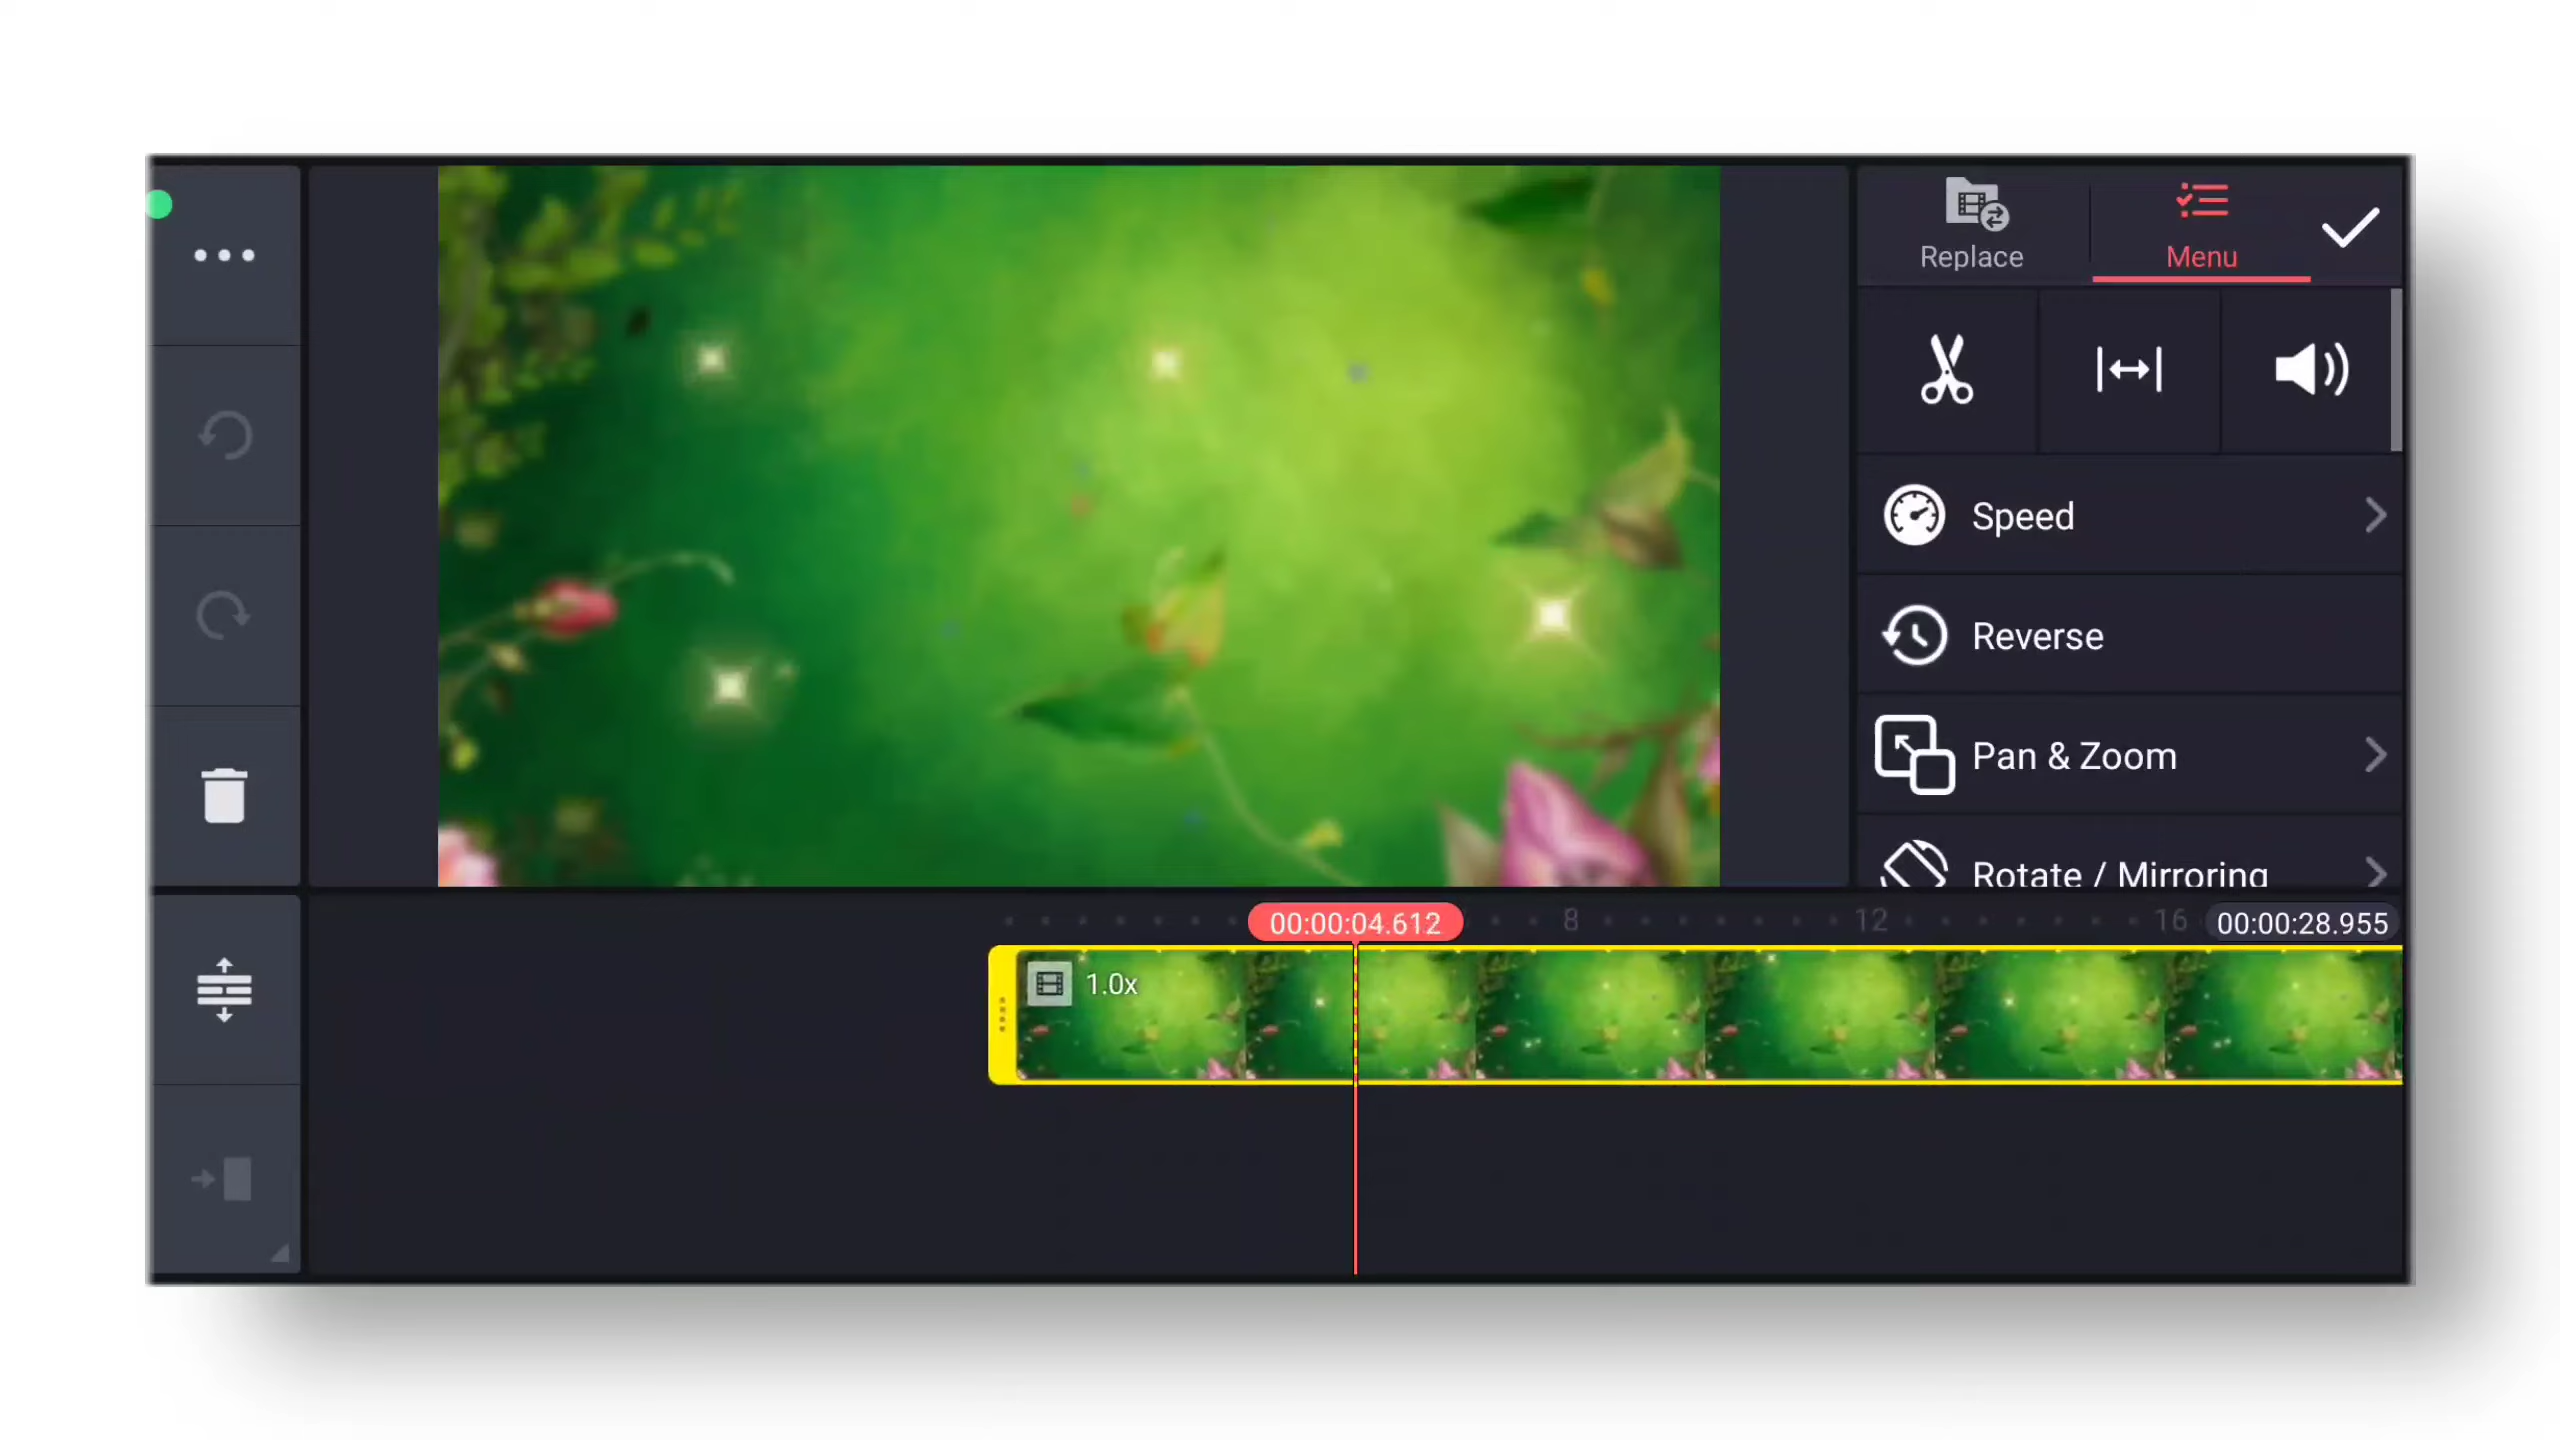 Replace
Menu
Speed
Reverse
Pan & Zoom
Rotate / Mirroring
00:00:04.612
8
12
16
00:00:28.955
1.0x